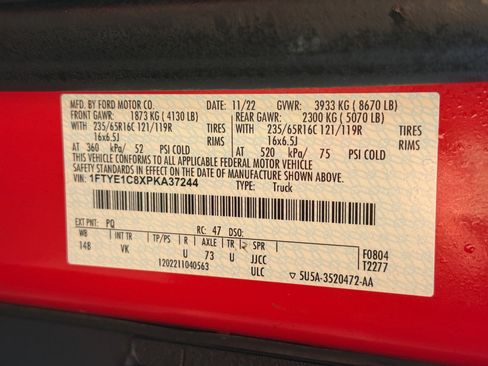 MFD. BY FORD MOTOR CO. DATE: 11/22 GVWR: 3933 KG ( 8670 LB)
FRONT GAWR: 1873 KG ( 4130 LB) REAR GAWR: 2300 KG ( 5070 LB)
WITH 235/65R16C 121/119R TIRES WITH 235/65R16C 121/119R TIRES
16x6.5J RIMS 16x6.5J RIMS
AT 360 kPa/ 52 PSI COLD AT 520 kPa/ 75 PSI COLD
THIS VEHICLE CONFORMS TO ALL APPLICABLE FEDERAL MOTOR VEHICLE
SAFETY STANDARDS IN EFFECT ON THE DATE OF MANUFACTURE SHOWN ABOVE.
VIN: 1FTYE1C8XPKA37244 TYPE: Truck
EXT PNT: PQ RC: 47 DSO:
WB INT TR TP/PS R AXLE TR SPR F0804
148 VK U 73 U JJCC T2277
1202211040563 ULC 5U5A-3520472-AA